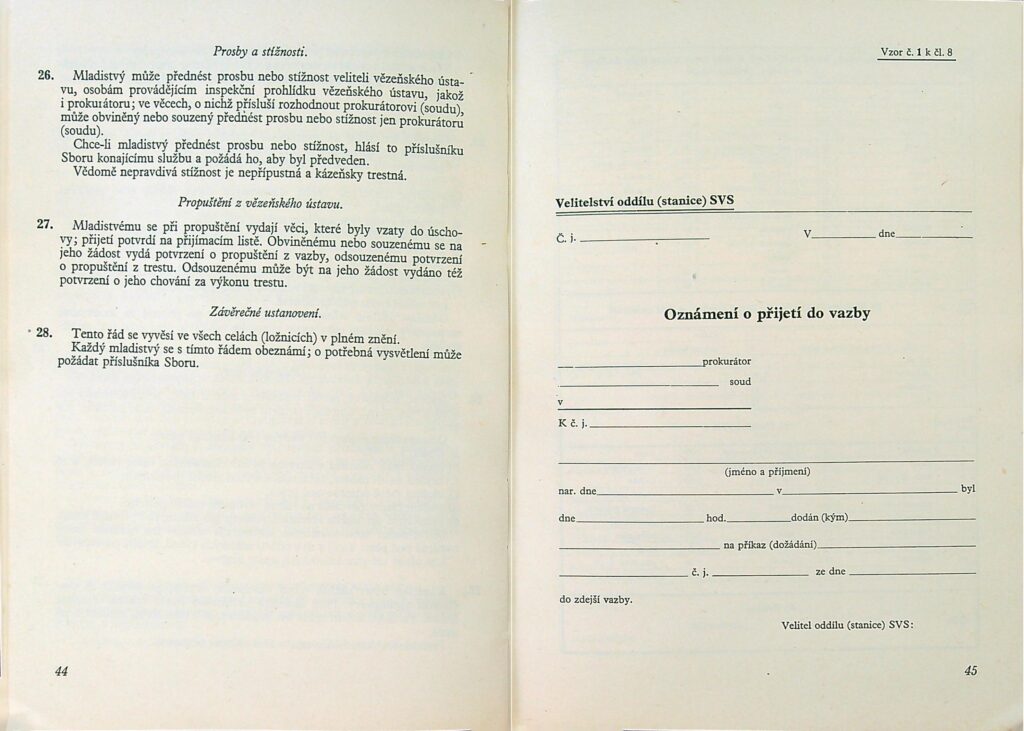 Prosby a stížnosti.
26. Mladistvý může přednést prosbu nebo stížnost veliteli vězeňského ústa-
vu, osobám provádějícím inspekční prohlídku vězeňského ústavu, jakož
i prokurátoru; ve věcech, o nichž přísluší rozhodnout prokurátorovi (soudu),
může obviněný nebo souzený přednést prosbu nebo stížnost jen prokurátoru
(soudu).
Chce-li mladistvý přednést prosbu nebo stížnost, hlásí to příslušníku
Sboru konajícímu službu a požádá ho, aby byl předveden.
Vědomě nepravdivá stížnost je nepřípustná a kázeňsky trestná.
Propuštění z vězeňského ústavu.
27. Mladistvému se při propuštění vydají věci, které byly vzaty do úscho-
vy; přijetí potvrdí na přijímacím listě. Obviněnému nebo souzenému se na
jeho žádost vydá potvrzení o propuštění z vazby, odsouzenému potvrzení
o propuštění z trestu. Odsouzenému může být na jeho žádost vydáno též
potvrzení o jeho chování za výkonu trestu.
Závěrečné ustanovení.
28. Tento řád se vyvěsí ve všech celách (ložnicích) v plném znění.
Každý mladistvý se s tímto řádem obeznámí; o potřebná vysvětlení může
požádat příslušníka Sboru.
44
Vzor č. 1 k čl. 8
Velitelství oddílu (stanice) SVS
Č. j. V dne
Oznámení o přijetí do vazby
prokurátor
soud
v
K č. j.
(jméno a příjmení)
nar. dne v byl
dne hod. dodán (kým)
na příkaz (dožádání)
č. j. ze dne
do zdejší vazby.
Velitel oddílu (stanice) SVS:
45